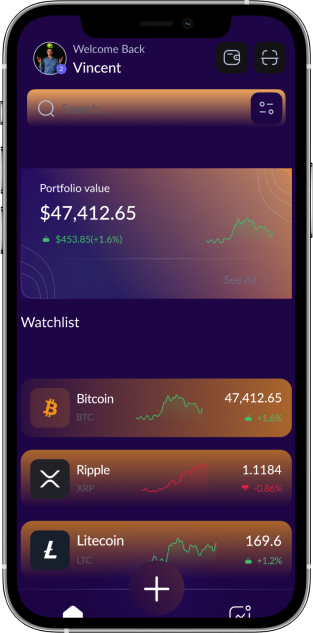 Welcome Back
Vincent
2
Search
Portfolio value
$47,412.65
$453.85(+1.6%)
See All
Watchlist
Bitcoin
47,412.65
BTC
+1.6%
Ripple
1.1184
XRP
-0.86%
Litecoin
169.6
LTC
+1.2%